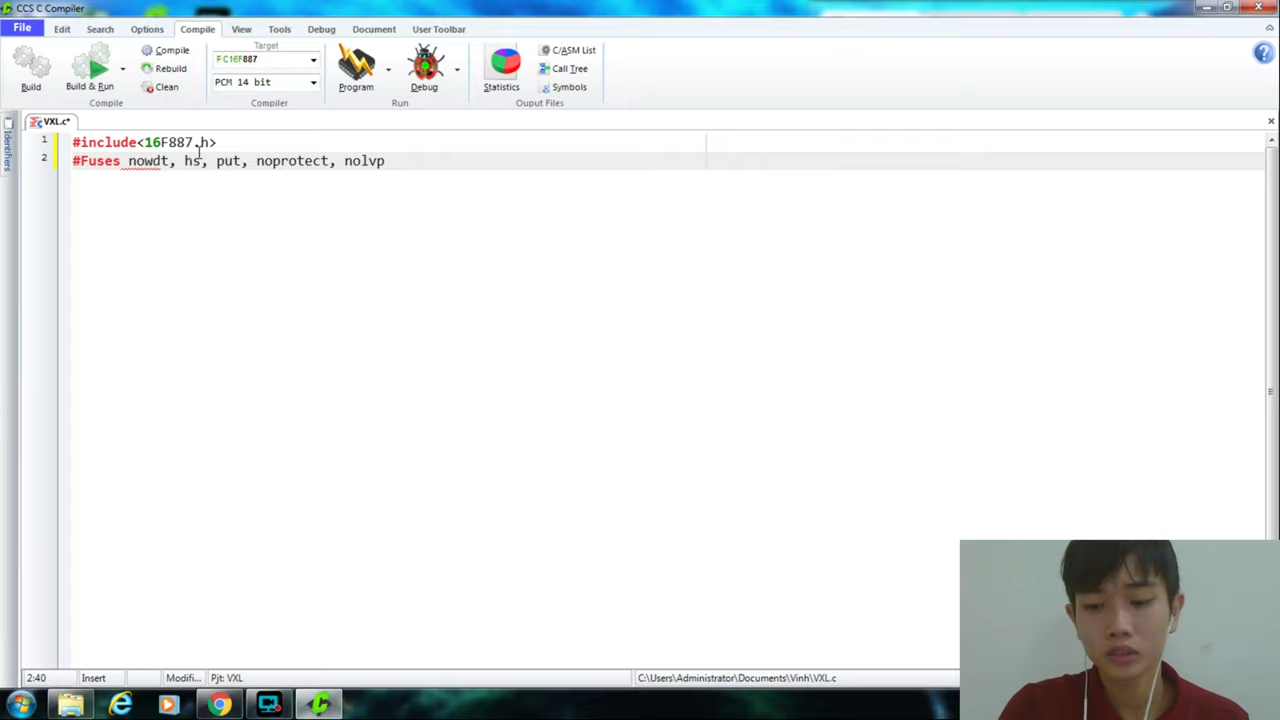 CCS C Compiler
File Edit Search Options Compile View Tools Debug Document User Toolbar
Build
Build & Run
Compile
Rebuild
Clean
Compile
Target
PC16F887
PCM 14 bit
Compiler
Program
Debug
Run
Statistics
C/ASM List
Call Tree
Symbols
Ouput Files
Identifiers
VXL.c*
1 #include<16F887.h>
2 #Fuses nowdt, hs, put, noprotect, nolvp
2:40 Insert Modifi... Pjt: VXL C:\Users\Administrator\Documents\Vinh\VXL.c